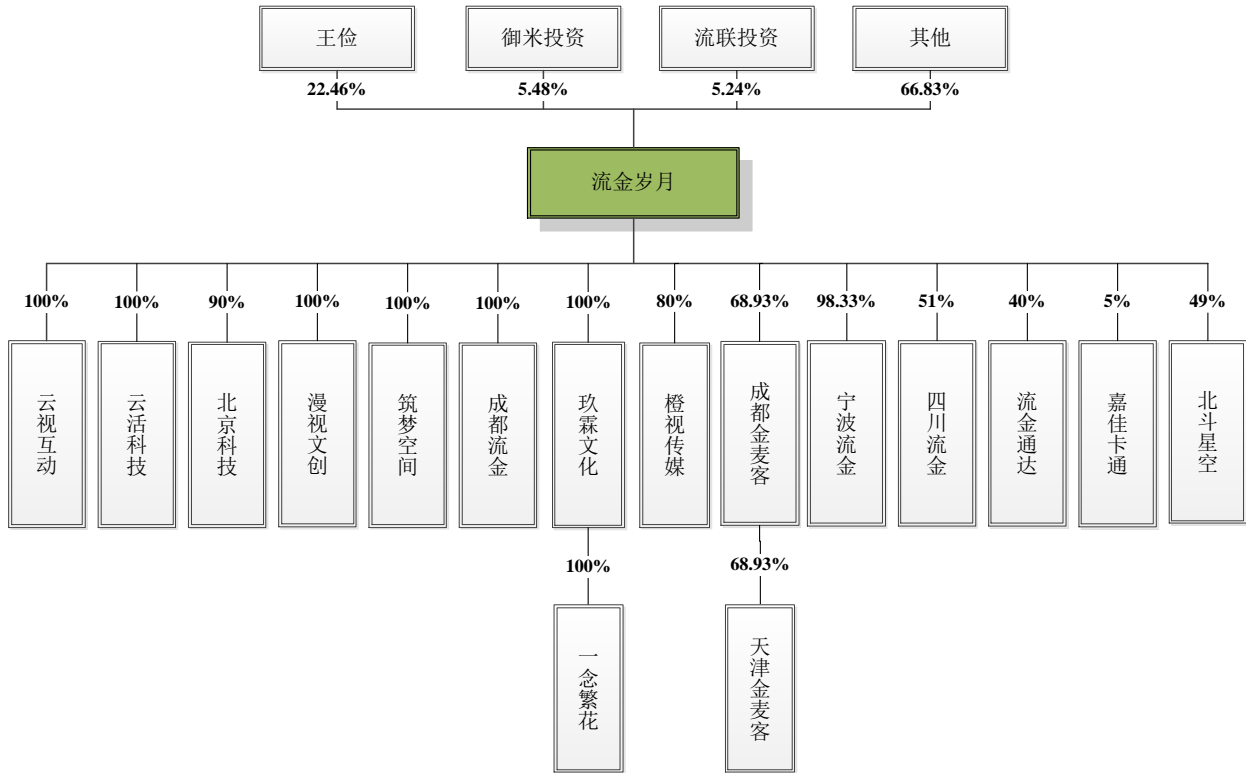 王俭
御米投资
流联投资
其他
22.46%
5.48%
5.24%
66.83%
流金岁月
100%
100%
90%
100%
100%
100%
100%
80%
68.93%
98.33%
51%
40%
5%
49%
云视互动
云活科技
北京科技
漫视文创
筑梦空间
成都流金
玖霖文化
橙视传媒
成都金麦客
宁波流金
四川流金
流金通达
嘉佳卡通
北斗星空
100%
68.93%
一念繁花
天津金麦客